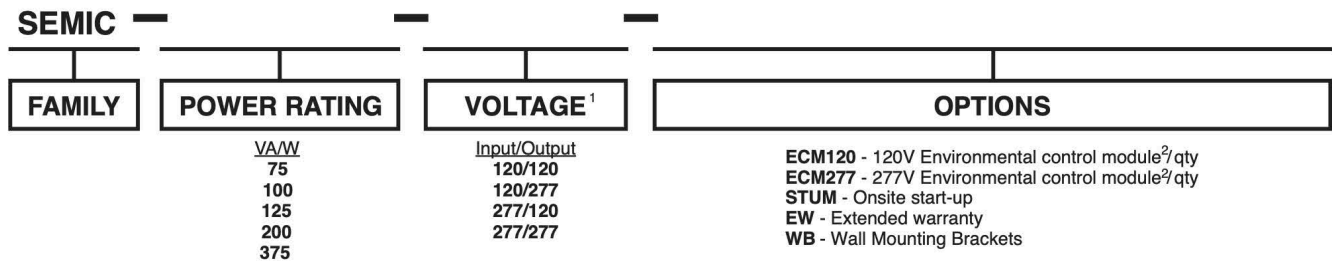 SEMIC – – –
FAMILY POWER RATING VOLTAGE¹ OPTIONS
VA/W Input/Output
75 120/120 ECM120 - 120V Environmental control module²/qty
100 120/277 ECM277 - 277V Environmental control module²/qty
125 277/120 STUM - Onsite start-up
200 277/277 EW - Extended warranty
375 WB - Wall Mounting Brackets